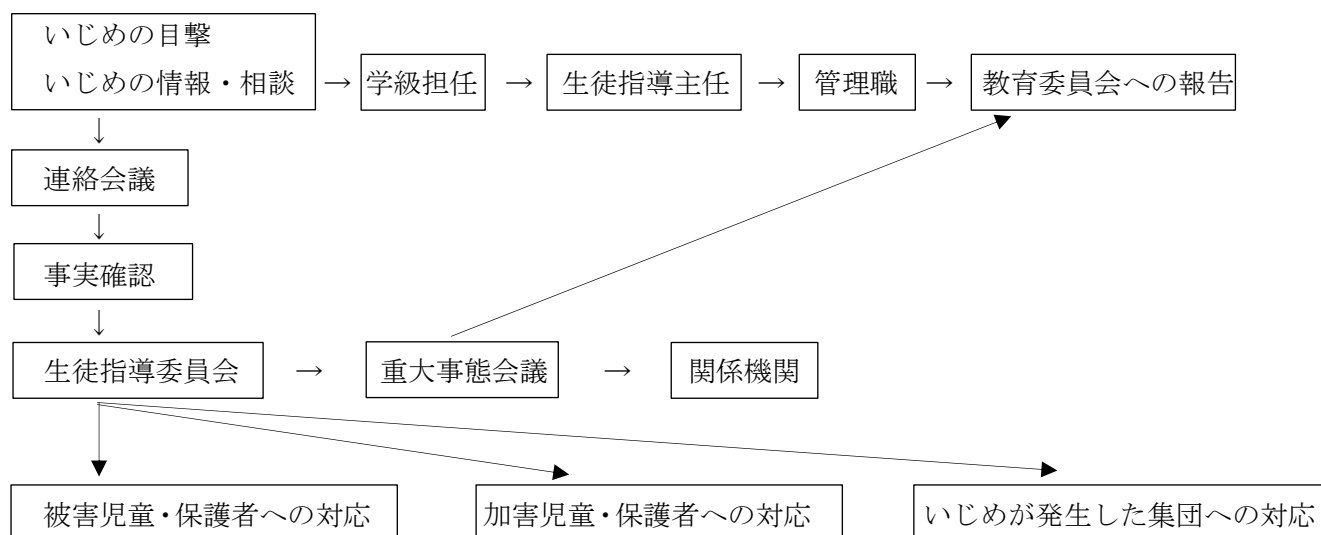 いじめの目撃
いじめの情報・相談 → 学級担任 → 生徒指導主任 → 管理職 → 教育委員会への報告
↓
連絡会議
↓
事実確認
↓
生徒指導委員会 → 重大事態会議 → 関係機関
被害児童・保護者への対応 加害児童・保護者への対応 いじめが発生した集団への対応